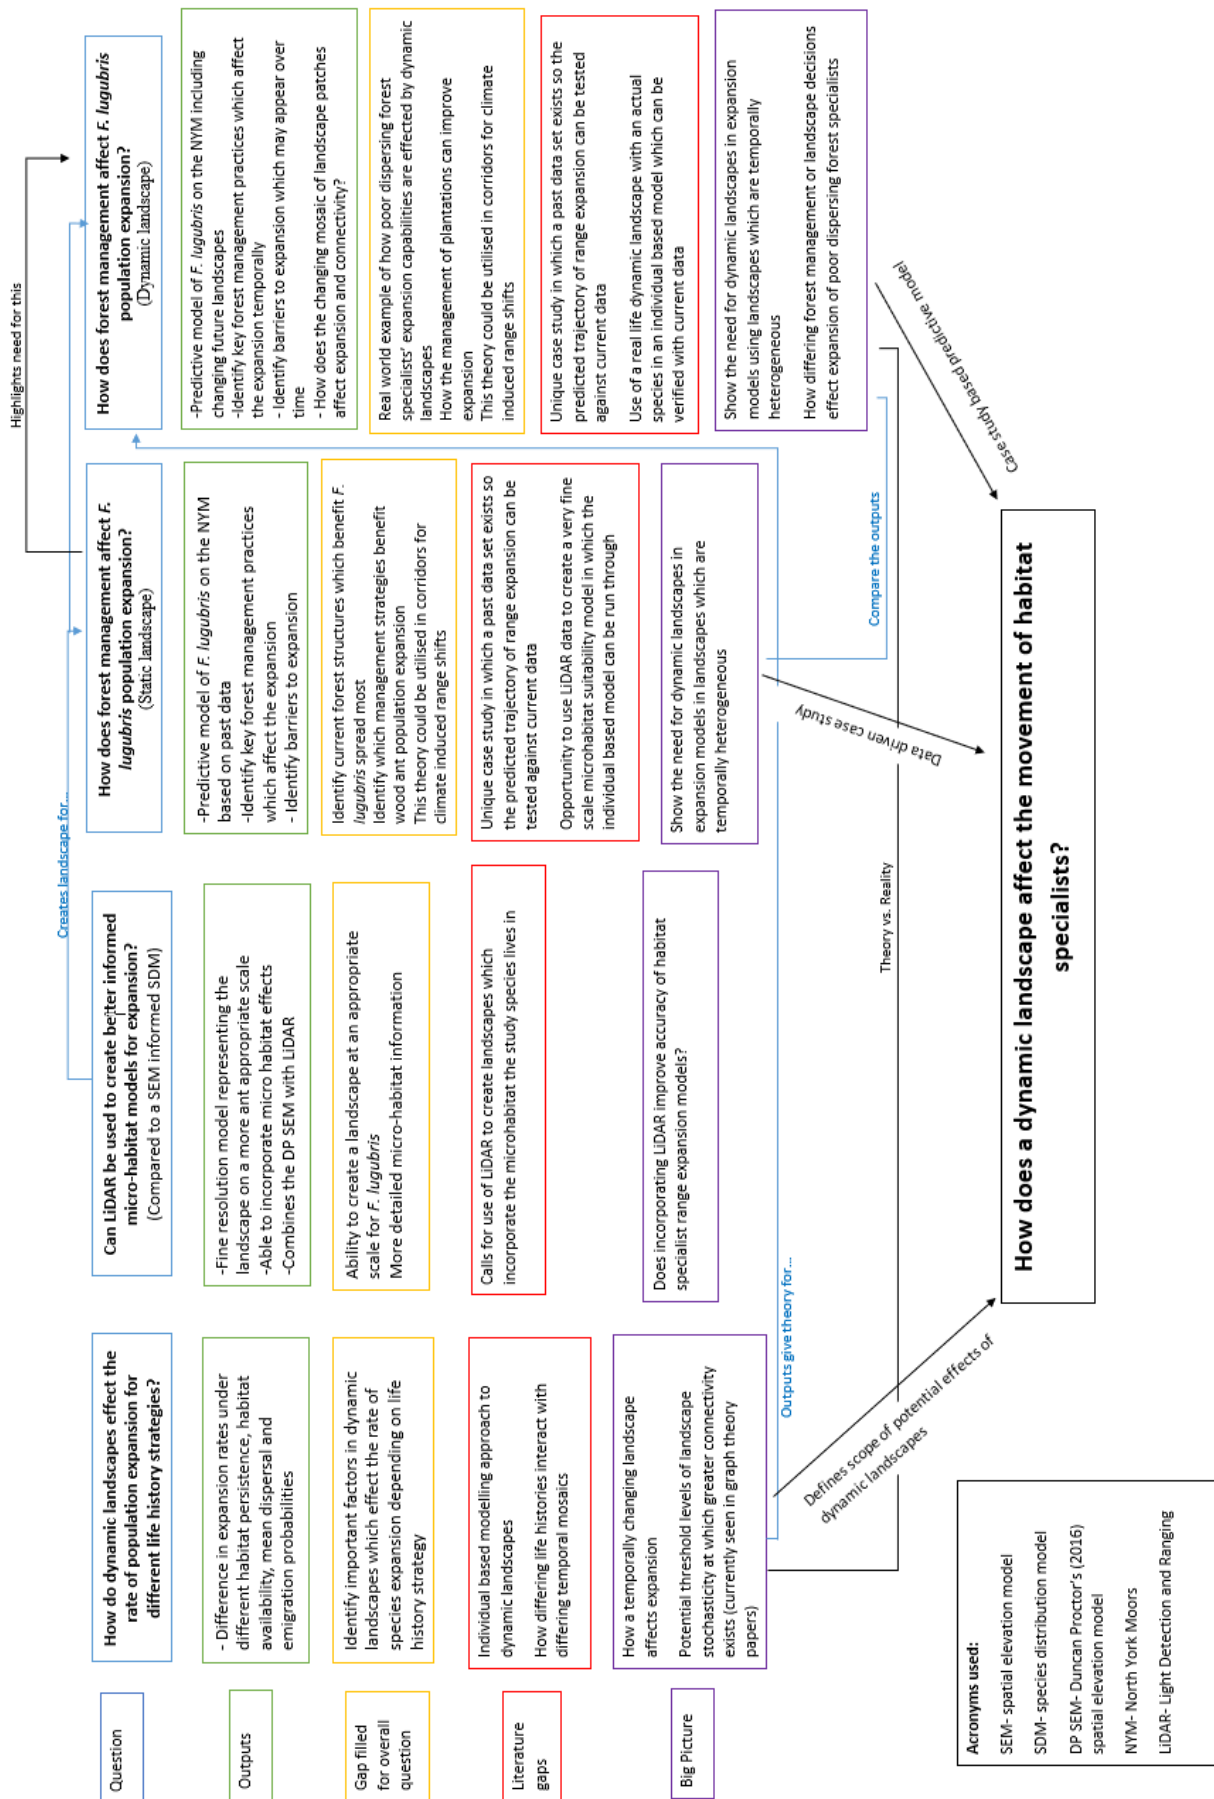 Highlights need for this
Creates landscape for...
Question
How do dynamic landscapes effect the
rate of population expansion for
different life history strategies?
Can LiDAR be used to create better informed
micro-habitat models for expansion?
(Compared to a SEM informed SDM)
How does forest management affect F.
lugubris population expansion?
(Static landscape)
How does forest management affect F. lugubris
population expansion?
(Dynamic landscape)
Outputs
- Difference in expansion rates under
different habitat persistence, habitat
availability, mean dispersal and
emigration probabilities
-Fine resolution model representing the
landscape on a more ant appropriate scale
-Able to incorporate micro habitat effects
-Combines the DP SEM with LiDAR
-Predictive model of F. lugubris on the NYM
based on past data
-Identify key forest management practices
which affect the expansion
- Identify barriers to expansion
-Predictive model of F. lugubris on the NYM including
changing future landscapes
-Identify key forest management practices which affect
the expansion temporally
- Identify barriers to expansion which may appear over
time
- How does the changing mosaic of landscape patches
affect expansion and connectivity?
Gap filled
for overall
question
Identify important factors in dynamic
landscapes which effect the rate of
species expansion depending on life
history strategy
Ability to create a landscape at an appropriate
scale for F. lugubris
More detailed micro-habitat information
Identify current forest structures which benefit F.
lugubris spread most
Identify which management strategies benefit
wood ant population expansion
This theory could be utilised in corridors for
climate induced range shifts
Real world example of how poor dispersing forest
specialists' expansion capabilities are effected by dynamic
landscapes
How the management of plantations can improve
expansion
This theory could be utilised in corridors for climate
induced range shifts
Literature
gaps
Individual based modelling approach to
dynamic landscapes
How differing life histories interact with
differing temporal mosaics
Calls for use of LiDAR to create landscapes which
incorporate the microhabitat the study species lives in
Unique case study in which a past data set exists so
the predicted trajectory of range expansion can be
tested against current data
Opportunity to use LiDAR data to create a very fine
scale microhabitat suitability model in which the
individual based model can be run through
Unique case study in which a past data set exists so the
predicted trajectory of range expansion can be tested
against current data
Use of a real life dynamic landscape with an actual
species in an individual based model which can be
verified with current data
Big Picture
How a temporally changing landscape
affects expansion
Potential threshold levels of landscape
stochasticity at which greater connectivity
exists (currently seen in graph theory
papers)
Does incorporating LiDAR improve accuracy of habitat
specialist range expansion models?
Show the need for dynamic landscapes in
expansion models in landscapes which are
temporally heterogeneous
Show the need for dynamic landscapes in expansion
models using landscapes which are temporally
heterogeneous
How differing forest management or landscape decisions
effect expansion of poor dispersing forest specialists
Outputs give theory for...
Compare the outputs
Theory vs. Reality
Defines scope of potential effects of
dynamic landscapes
Data driven case study
Case study based predictive model
How does a dynamic landscape affect the movement of habitat
specialists?
Acronyms used:
SEM- spatial elevation model
SDM- species distribution model
DP SEM- Duncan Proctor's (2016)
spatial elevation model
NYM- North York Moors
LiDAR- Light Detection and Ranging